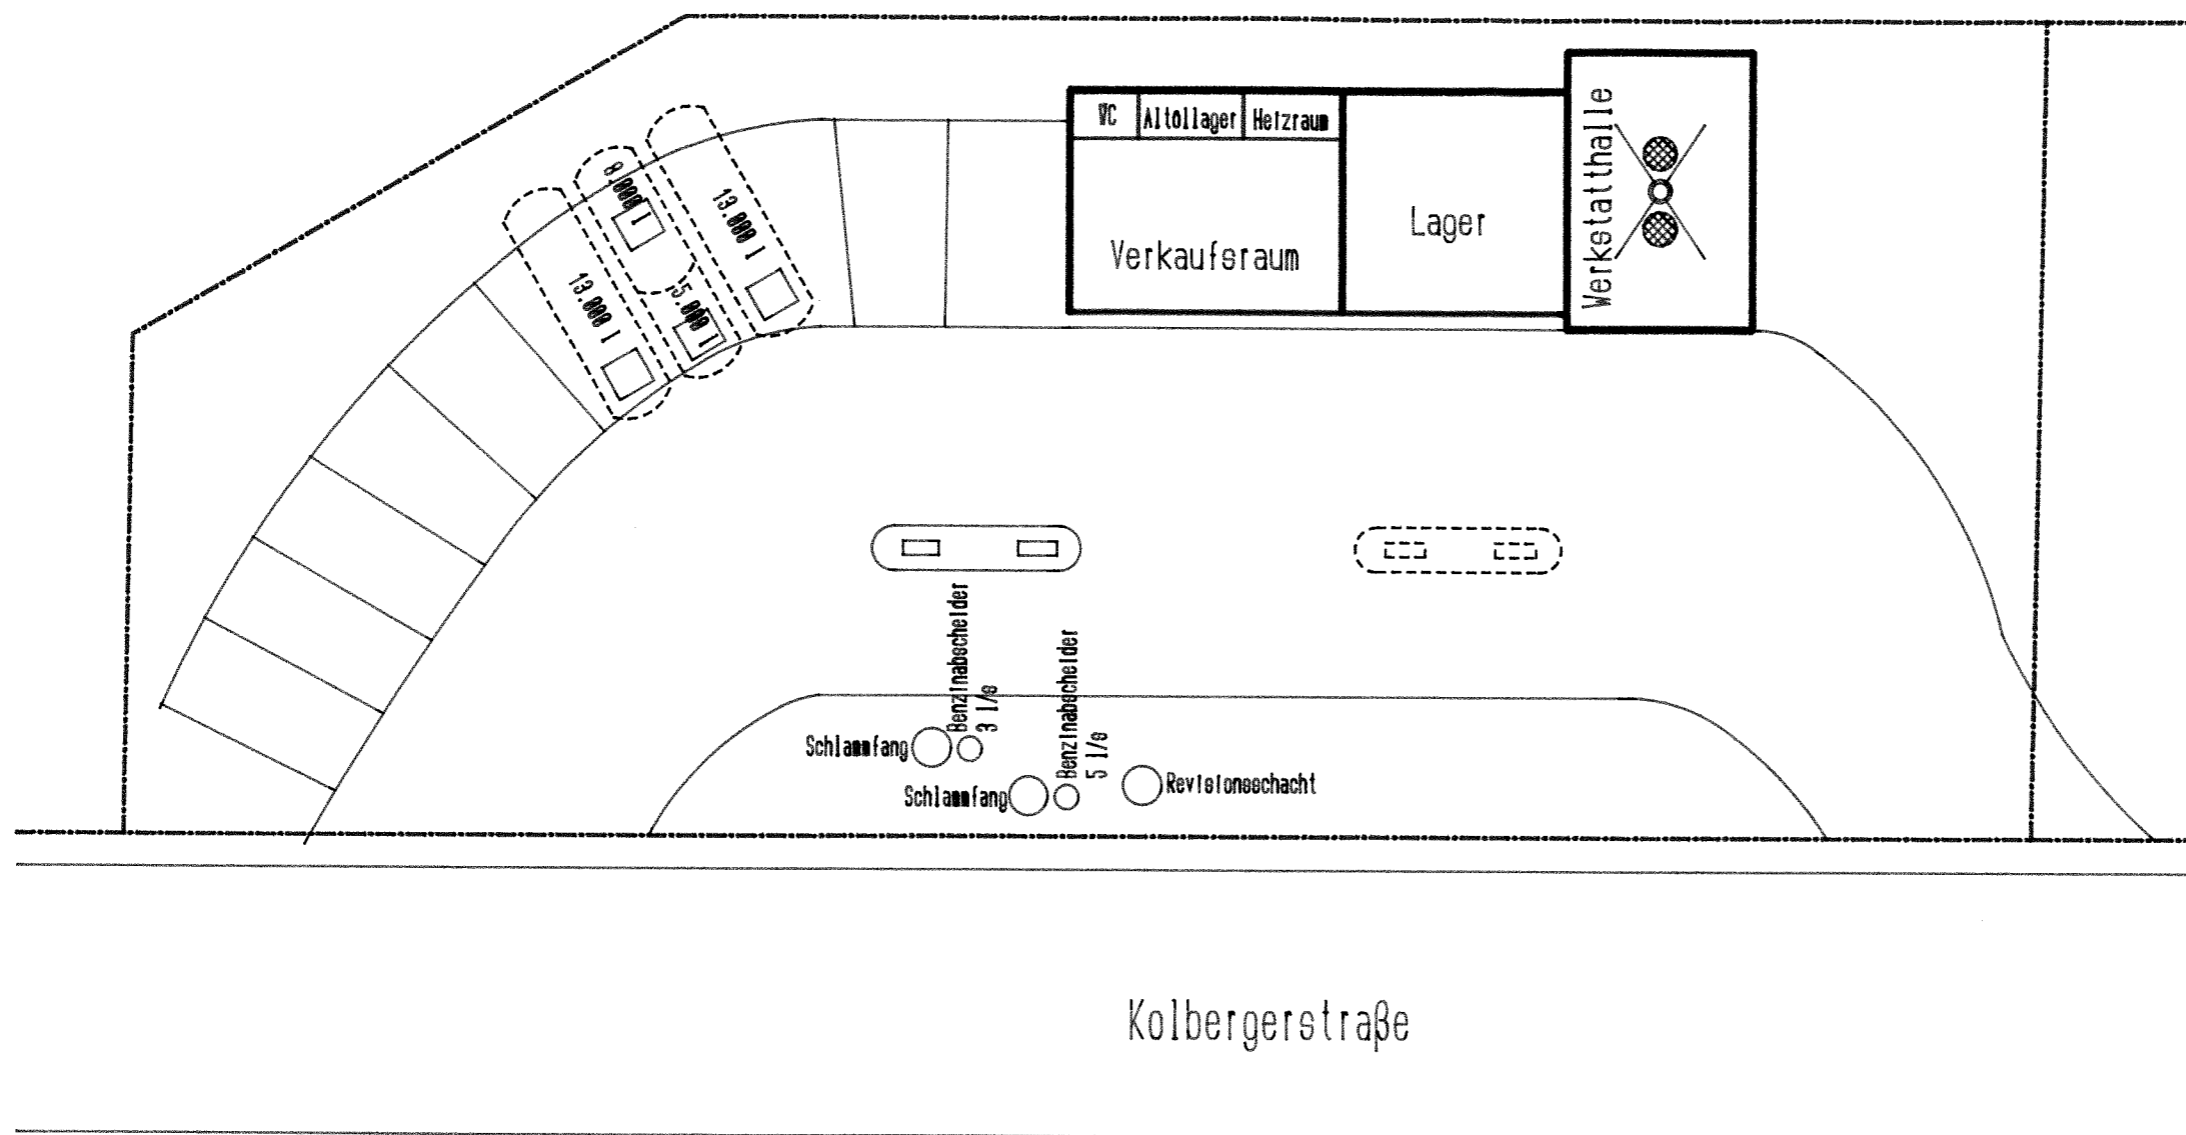 WC
Altöllager
Heizraum
Verkaufsraum
Lager
Werkstatthalle
13.000 l
8.000 l
13.000 l
5.000 l
Benzinabscheider
3 l/s
Benzinabscheider
5 l/s
Schlammfang
Schlammfang
Revisionsschacht
Kolbergerstraße